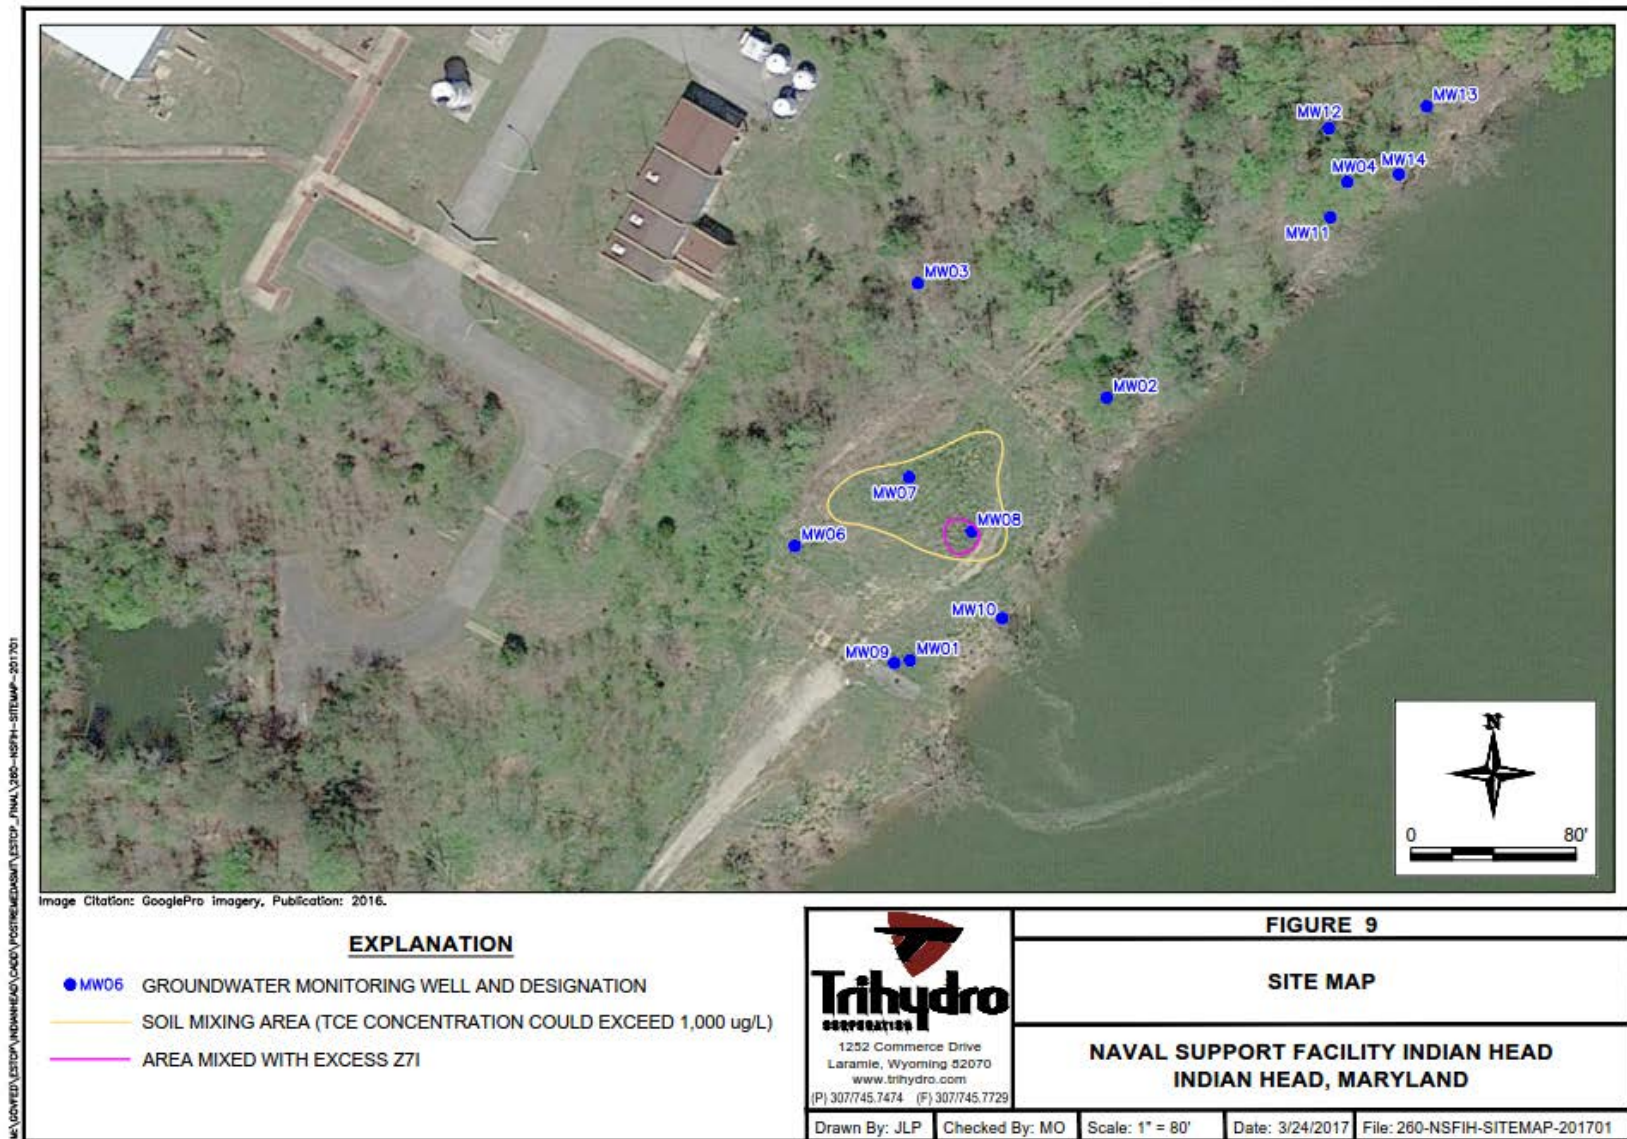 MW13
MW12
MW04
MW14
MW11
MW03
MW02
MW07
MW08
MW06
MW10
MW09
MW01
N
0 80'
Image Citation: GooglePro imagery, Publication: 2016.
EXPLANATION
MW06 GROUNDWATER MONITORING WELL AND DESIGNATION
SOIL MIXING AREA (TCE CONCENTRATION COULD EXCEED 1,000 ug/L)
AREA MIXED WITH EXCESS Z7I
Trihydro
CORPORATION
1252 Commerce Drive
Laramie, Wyoming 82070
www.trihydro.com
(P) 307/745.7474 (F) 307/745.7729
FIGURE 9
SITE MAP
NAVAL SUPPORT FACILITY INDIAN HEAD
INDIAN HEAD, MARYLAND
Drawn By: JLP Checked By: MO Scale: 1" = 80' Date: 3/24/2017 File: 260-NSFIH-SITEMAP-201701